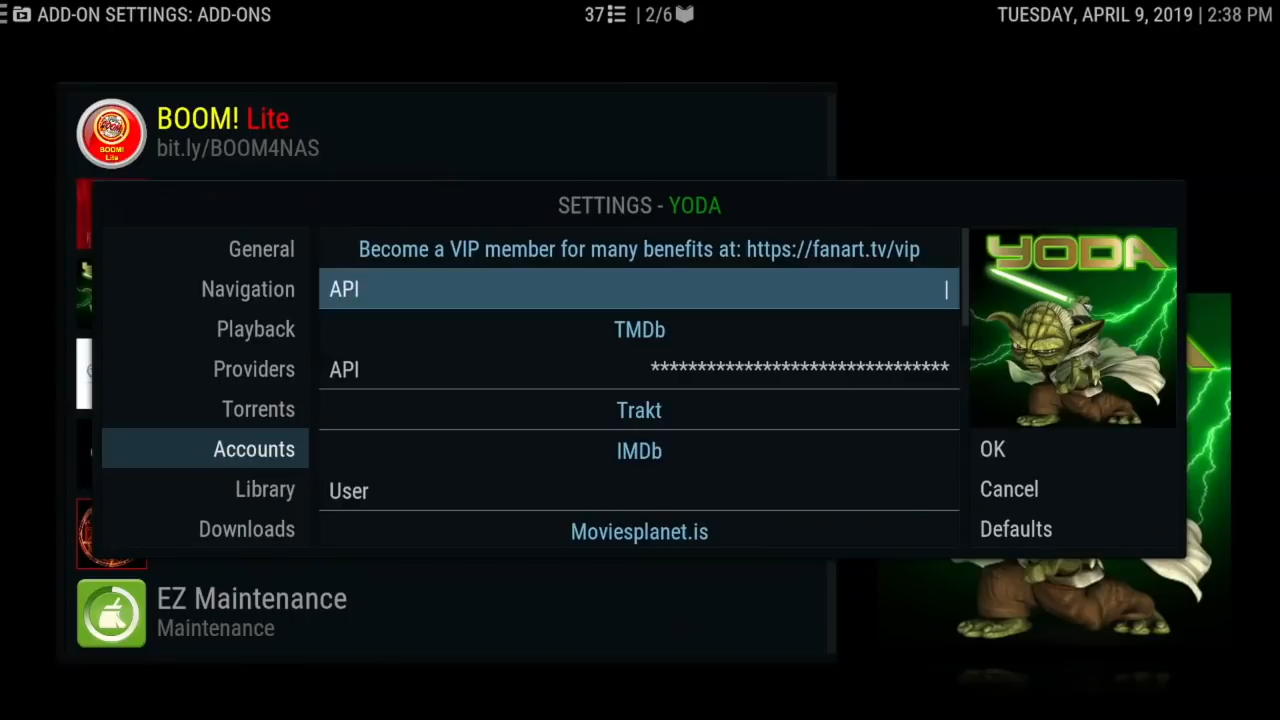 ADD-ON SETTINGS: ADD-ONS
37 | 2/6
TUESDAY, APRIL 9, 2019 | 2:38 PM
BOOM! Lite
bit.ly/BOOM4NAS
BOOM!
Lite
SETTINGS - YODA
General
Navigation
Playback
Providers
Torrents
Accounts
Library
Downloads
Become a VIP member for many benefits at: https://fanart.tv/vip
API
TMDb
API ********************************
Trakt
IMDb
User
Moviesplanet.is
YODA
OK
Cancel
Defaults
EZ Maintenance
Maintenance